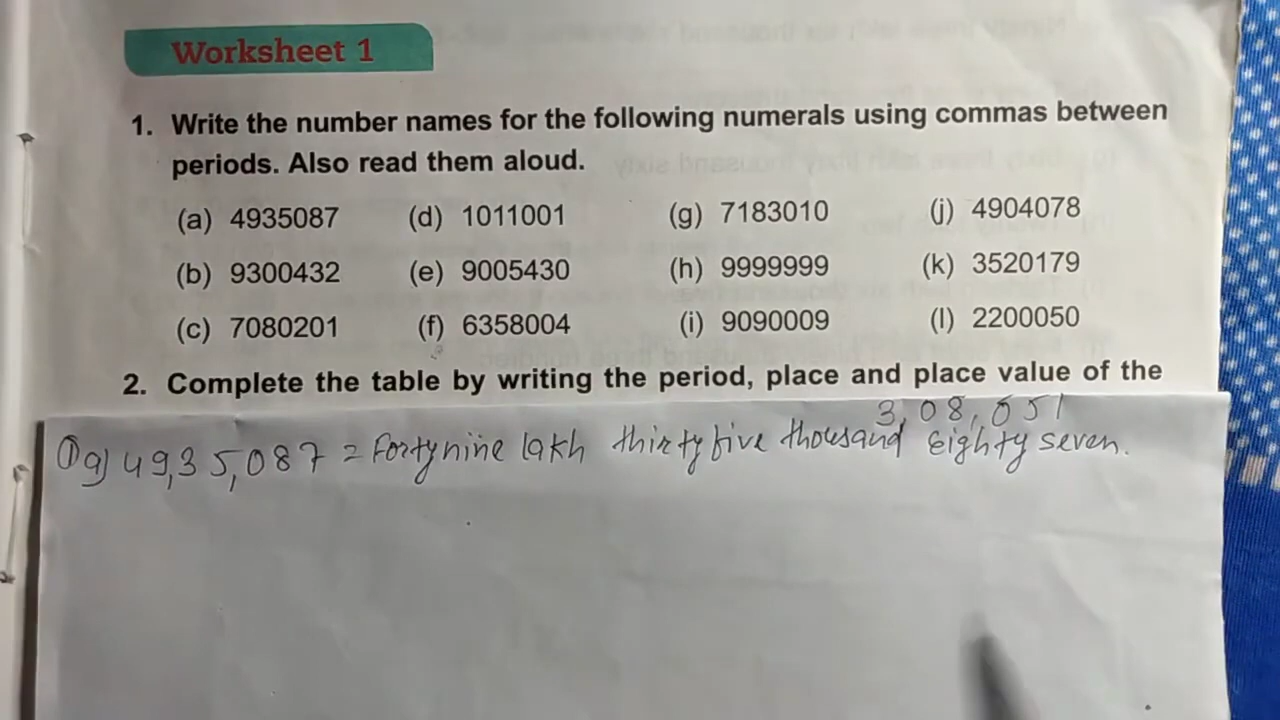 Worksheet 1
1. Write the number names for the following numerals using commas between
periods. Also read them aloud.
(a) 4935087 (d) 1011001 (g) 7183010 (j) 4904078
(b) 9300432 (e) 9005430 (h) 9999999 (k) 3520179
(c) 7080201 (f) 6358004 (i) 9090009 (l) 2200050
2. Complete the table by writing the period, place and place value of the
3,08,051
① a) 49,35,087 = Fortynine lakh thirtyfive thousand Eighty seven.